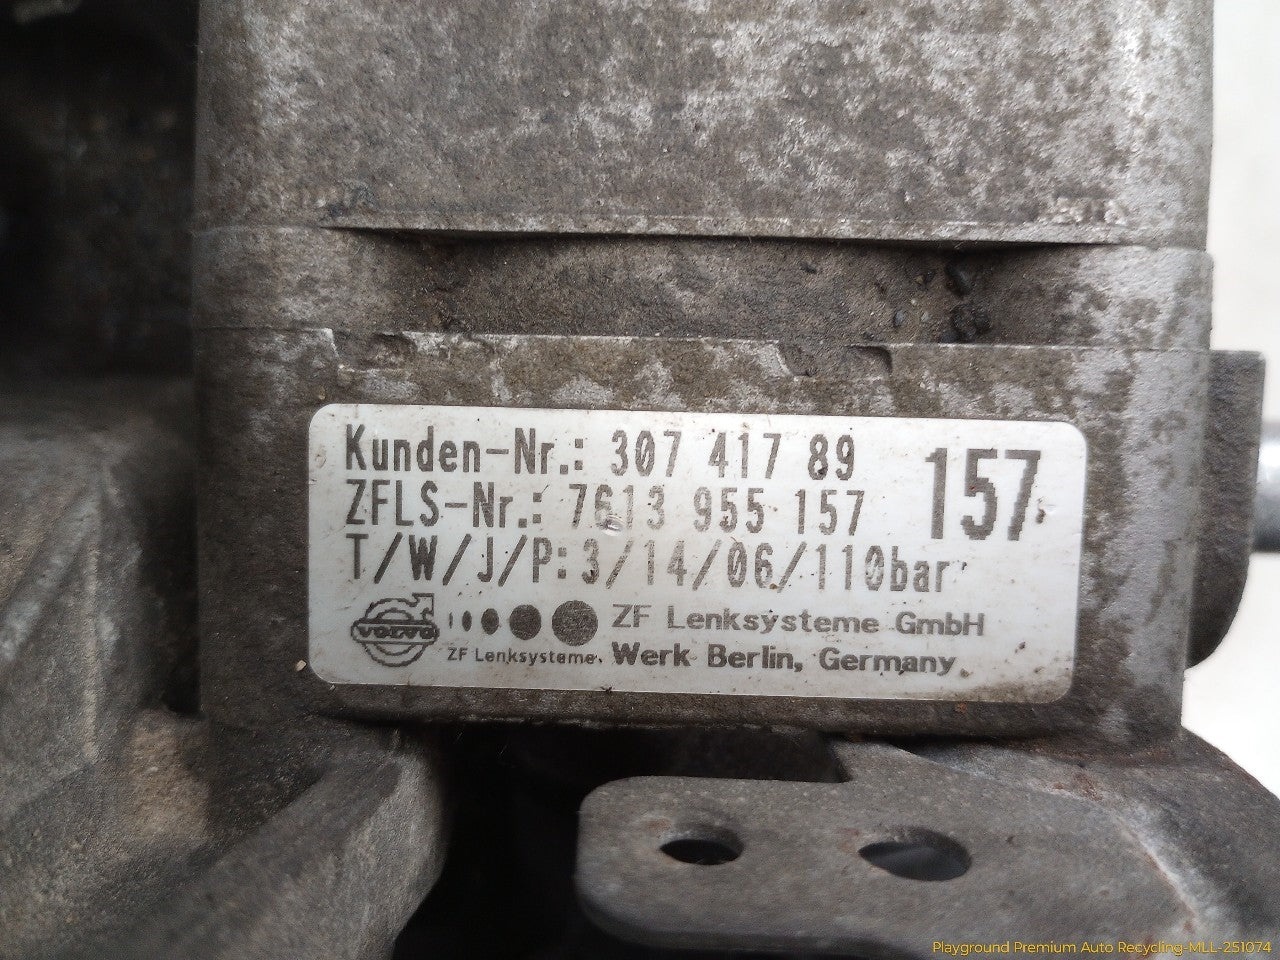 Kunden-Nr.: 307 417 89
157
ZFLS-Nr.: 7613 955 157
T/W/J/P: 3/14/06/110bar
VOLVO
ZF Lenksysteme
ZF Lenksysteme GmbH
Werk Berlin, Germany
Playground Premium Auto Recycling-MLL-251074